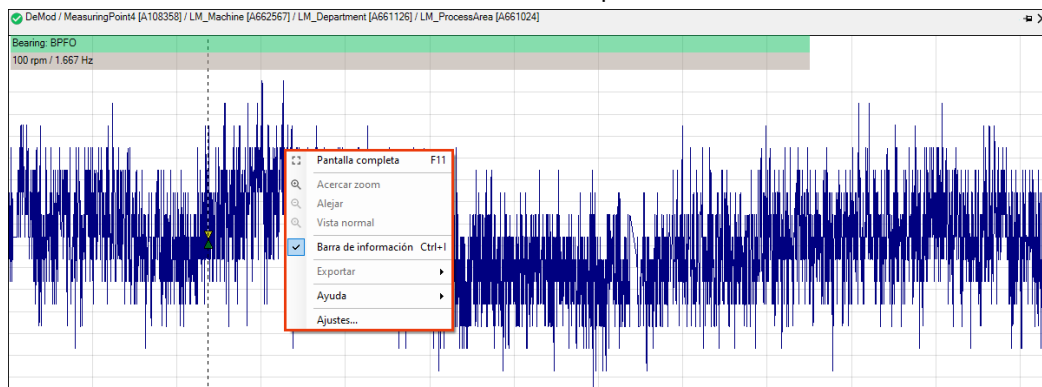 DeMod / MeasuringPoint4 [A108358] / LM_Machine [A662567] / LM_Department [A661126] / LM_ProcessArea [A661024]
Bearing: BPFO
100 rpm / 1.667 Hz
Pantalla completa F11
Acercar zoom
Alejar
Vista normal
Barra de información Ctrl+I
Exportar
Ayuda
Ajustes...